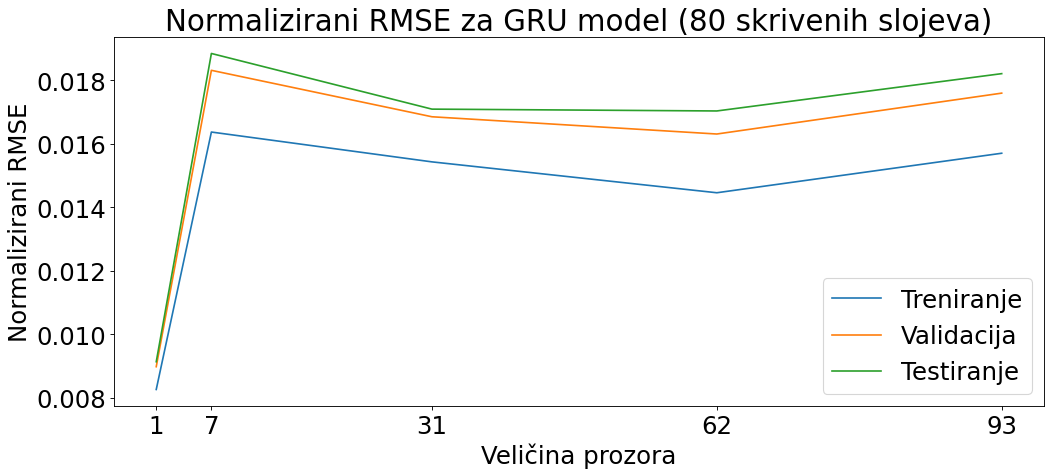 Normalizirani RMSE za GRU model (80 skrivenih slojeva)
Normalizirani RMSE
0.018
0.016
0.014
0.012
0.010
0.008
Treniranje
Validacija
Testiranje
1 7 31 62 93
Veličina prozora